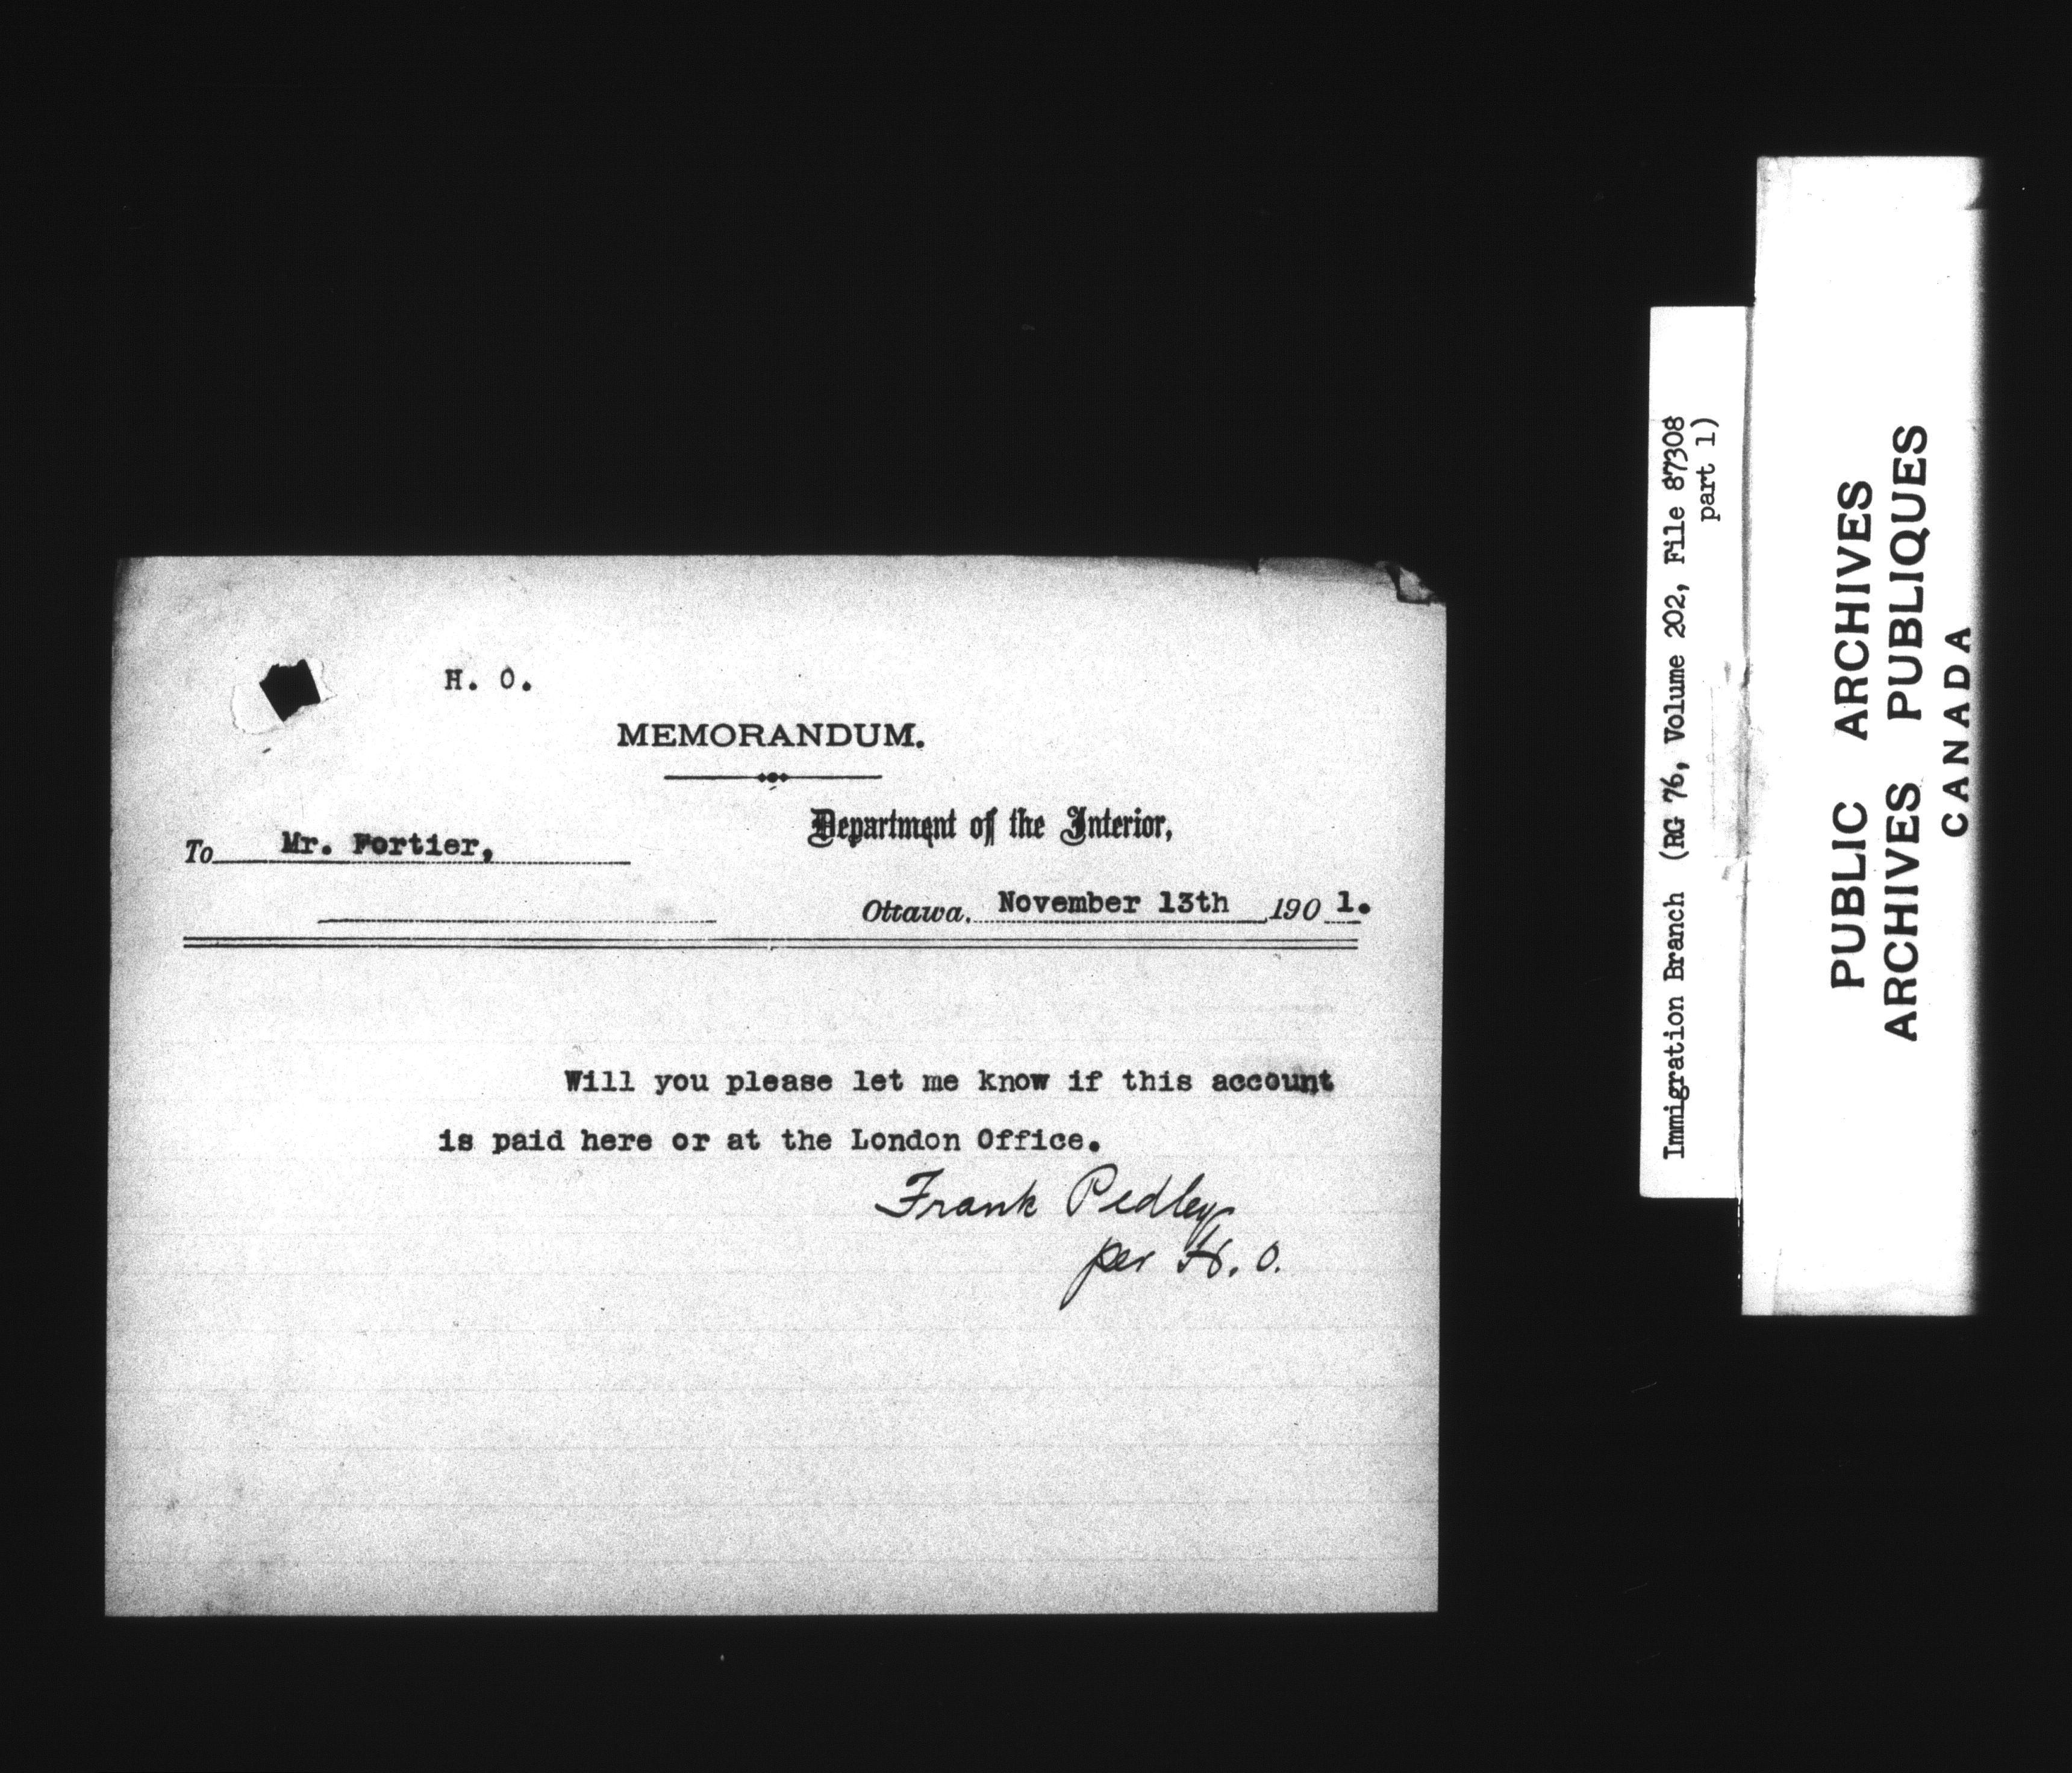 H. O.
MEMORANDUM.
Department of the Interior,
To Mr. Fortier,
Ottawa, November 13th 1901.
Will you please let me know if this account
is paid here or at the London Office.
Frank Pedley
per H. O.
Immigration Branch (RG 76, Volume 202, File 87308
part 1)
PUBLIC ARCHIVES
ARCHIVES PUBLIQUES
CANADA